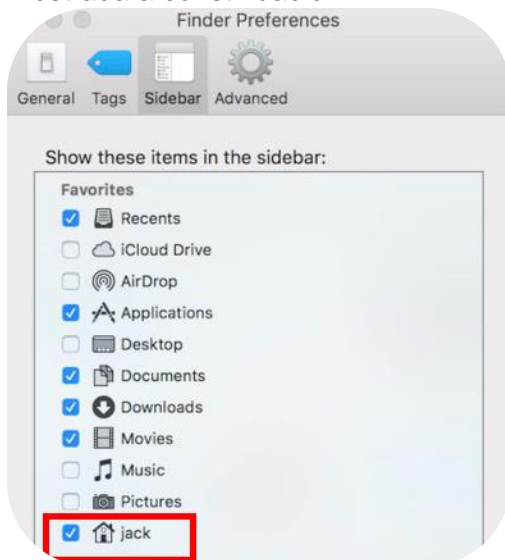 Finder Preferences
General Tags Sidebar Advanced
Show these items in the sidebar:
Favorites
Recents
iCloud Drive
AirDrop
Applications
Desktop
Documents
Downloads
Movies
Music
Pictures
jack